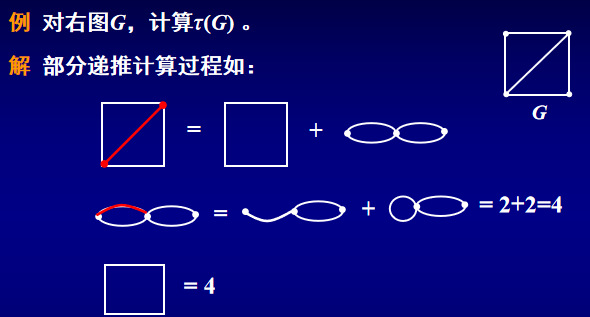 例 对右图G，计算τ(G) 。
解 部分递推计算过程如：
G
= +
= + = 2+2=4
= 4